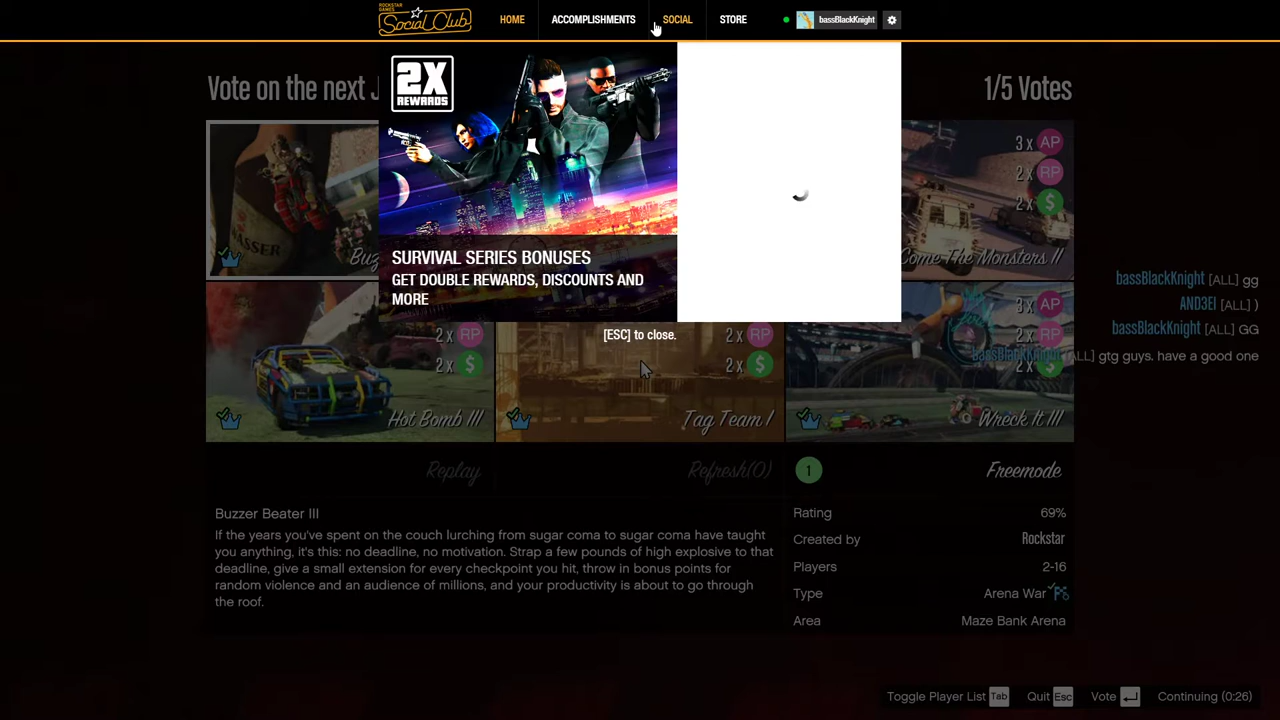 ROCKSTAR GAMES
Social Club
HOME
ACCOMPLISHMENTS
SOCIAL
STORE
bassBlackKnight
Vote on the next J
1/5 Votes
2X
REWARDS
SURVIVAL SERIES BONUSES
GET DOUBLE REWARDS, DISCOUNTS AND
MORE
[ESC] to close.
3 x AP
2 x RP
2 x $
Buz
Come The Monsters II
bassBlackKnight [ALL] gg
AND3EI [ALL] )
bassBlackKnight [ALL] GG
bassBlackKnight [ALL] gtg guys. have a good one
2 x RP
2 x $
Hot Bomb III
2 x RP
2 x $
Tag Team I
3 x AP
2 x RP
2 x $
Wreck It III
Replay
Refresh(0)
1
Freemode
Buzzer Beater III
If the years you've spent on the couch lurching from sugar coma to sugar coma have taught
you anything, it's this: no deadline, no motivation. Strap a few pounds of high explosive to that
deadline, give a small extension for every checkpoint you hit, throw in bonus points for
random violence and an audience of millions, and your productivity is about to go through
the roof.
Rating 69%
Created by Rockstar
Players 2-16
Type Arena War
Area Maze Bank Arena
Toggle Player List Tab
Quit Esc
Vote
Continuing (0:26)